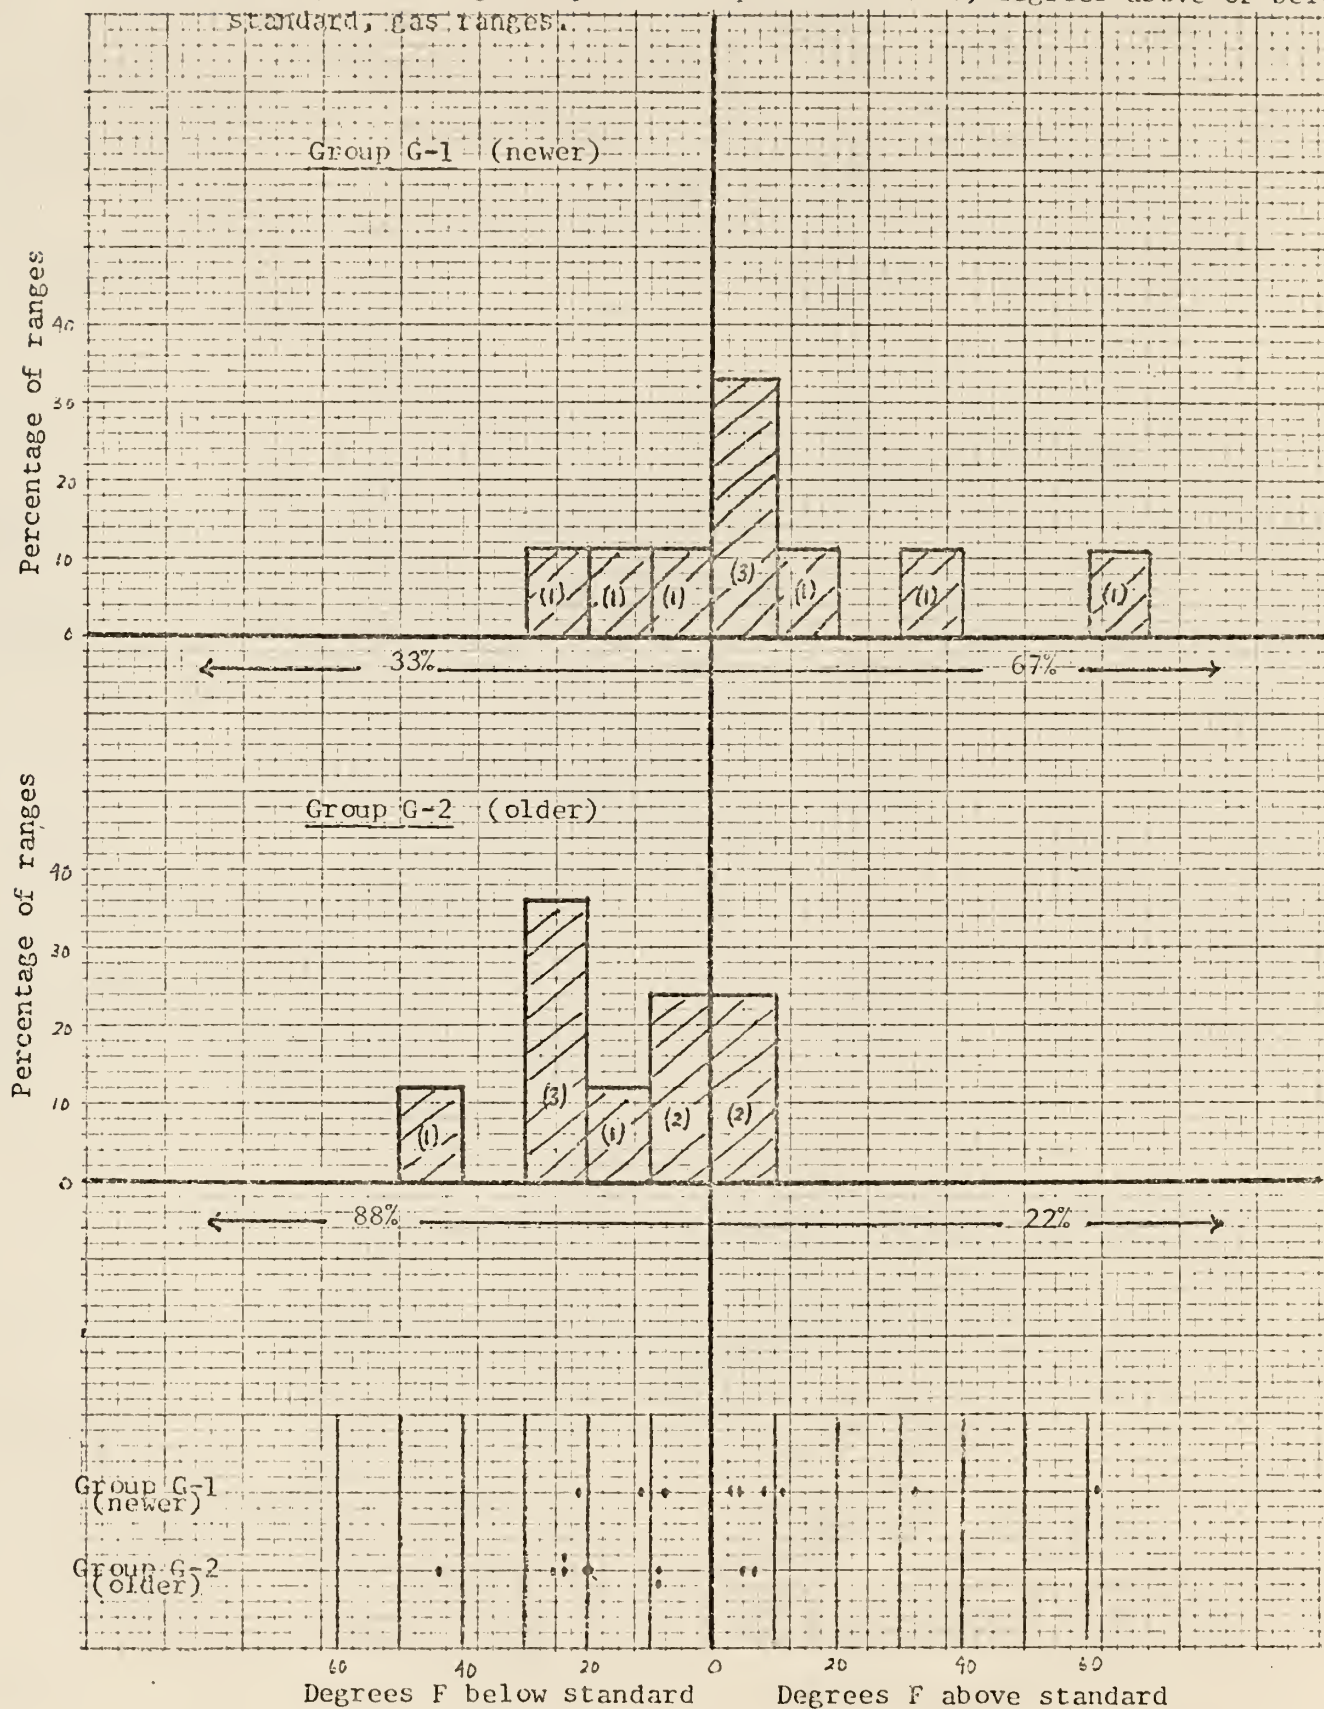 standard, gas ranges.
Group G-1 (newer)
Percentage of ranges
40
30
20
10
0
(1) (1) (1) (3) (1) (1) (1)
33% 67%
Group G-2 (older)
Percentage of ranges
40
30
20
10
0
(1) (3) (1) (2) (2)
88% 22%
Group G-1
(newer)
Group G-2
(older)
60 40 20 0 20 40 60
Degrees F below standard Degrees F above standard